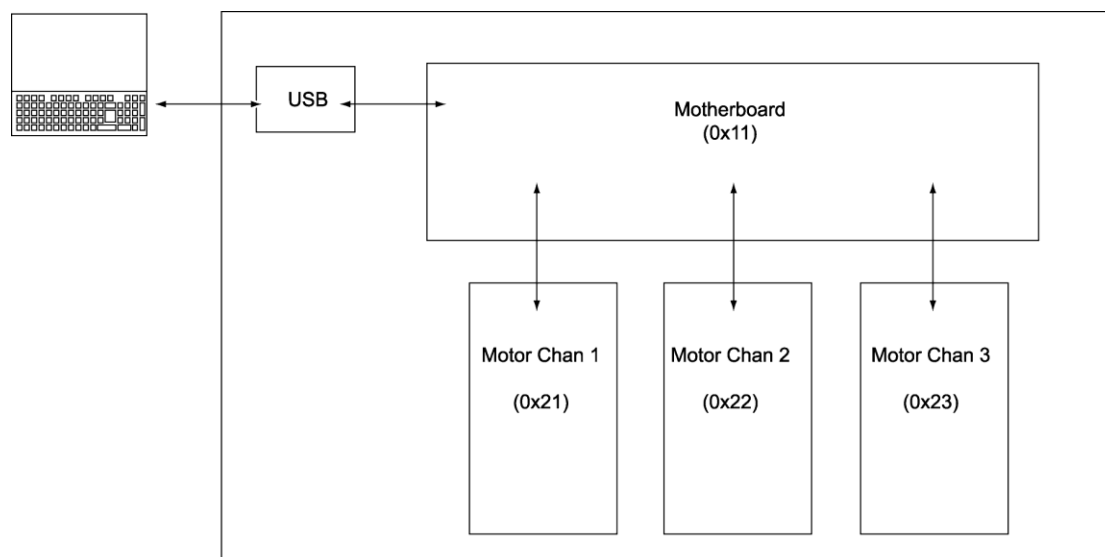 USB
Motherboard
(0x11)
Motor Chan 1
(0x21)
Motor Chan 2
(0x22)
Motor Chan 3
(0x23)